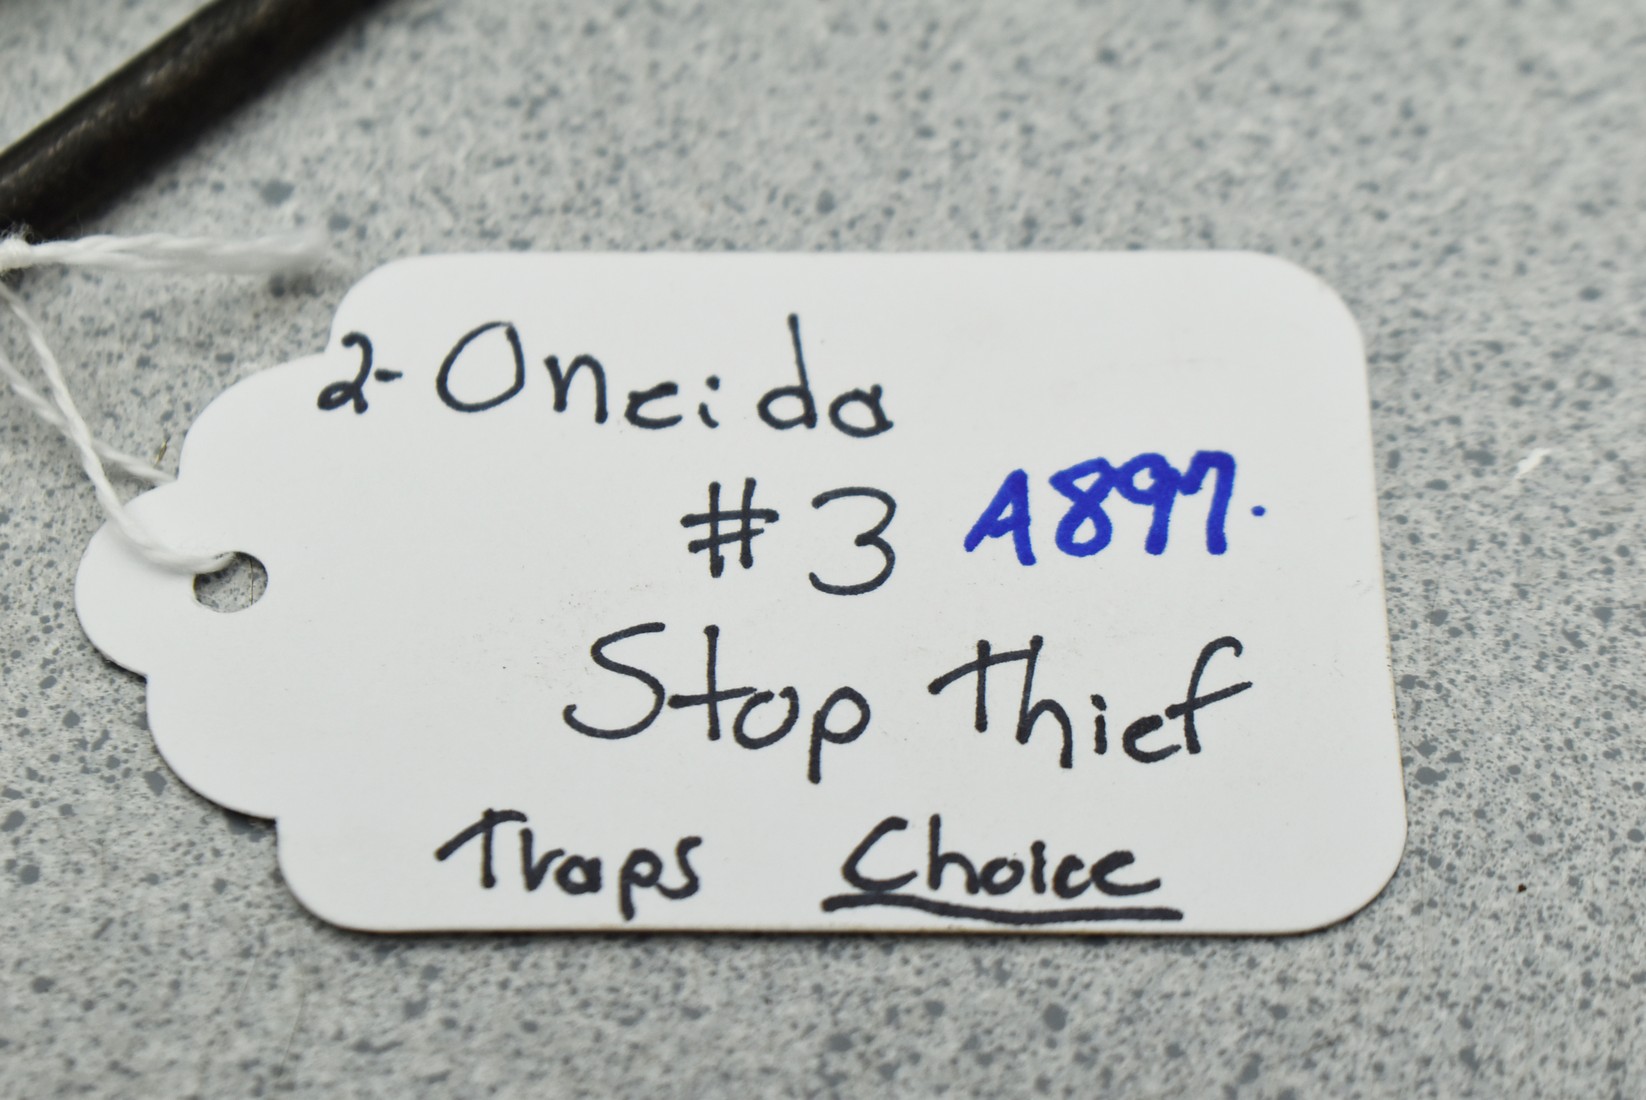 2- Oneida
#3 A897.
Stop Thief
Traps Choice